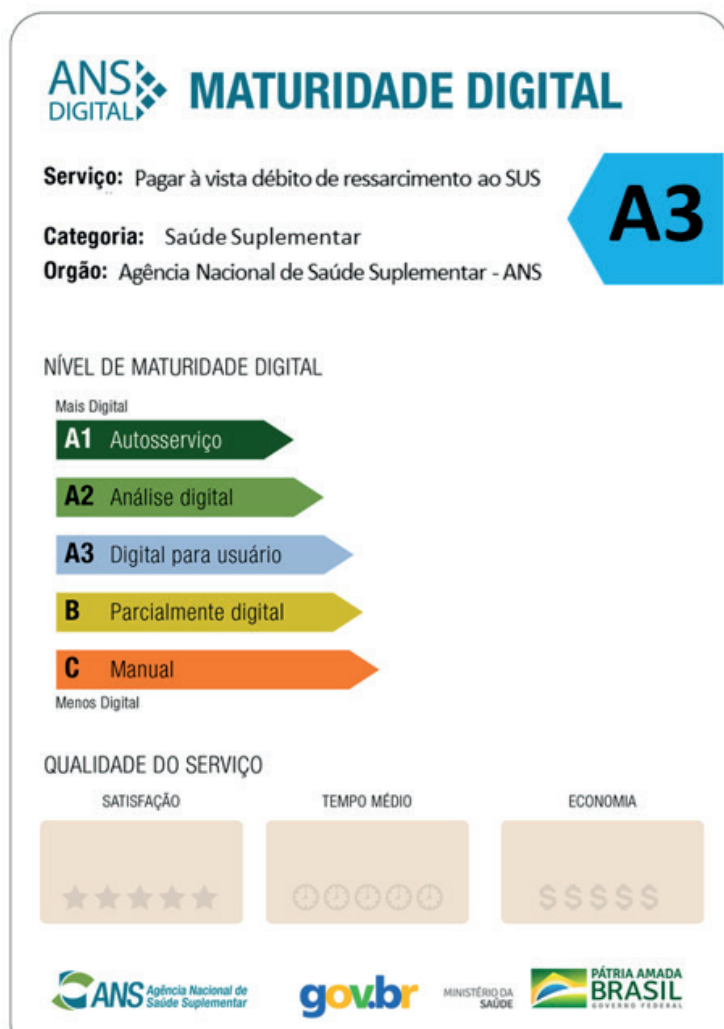 ANS
DIGITAL
MATURIDADE DIGITAL
Serviço: Pagar à vista débito de ressarcimento ao SUS
A3
Categoria: Saúde Suplementar
Orgão: Agência Nacional de Saúde Suplementar - ANS
NÍVEL DE MATURIDADE DIGITAL
Mais Digital
A1 Autosserviço
A2 Análise digital
A3 Digital para usuário
B Parcialmente digital
C Manual
Menos Digital
QUALIDADE DO SERVIÇO
SATISFAÇÃO
TEMPO MÉDIO
ECONOMIA
$$$$$
ANS Agência Nacional de
Saúde Suplementar
gov.br
MINISTÉRIO DA
SAÚDE
PÁTRIA AMADA
BRASIL
GOVERNO FEDERAL